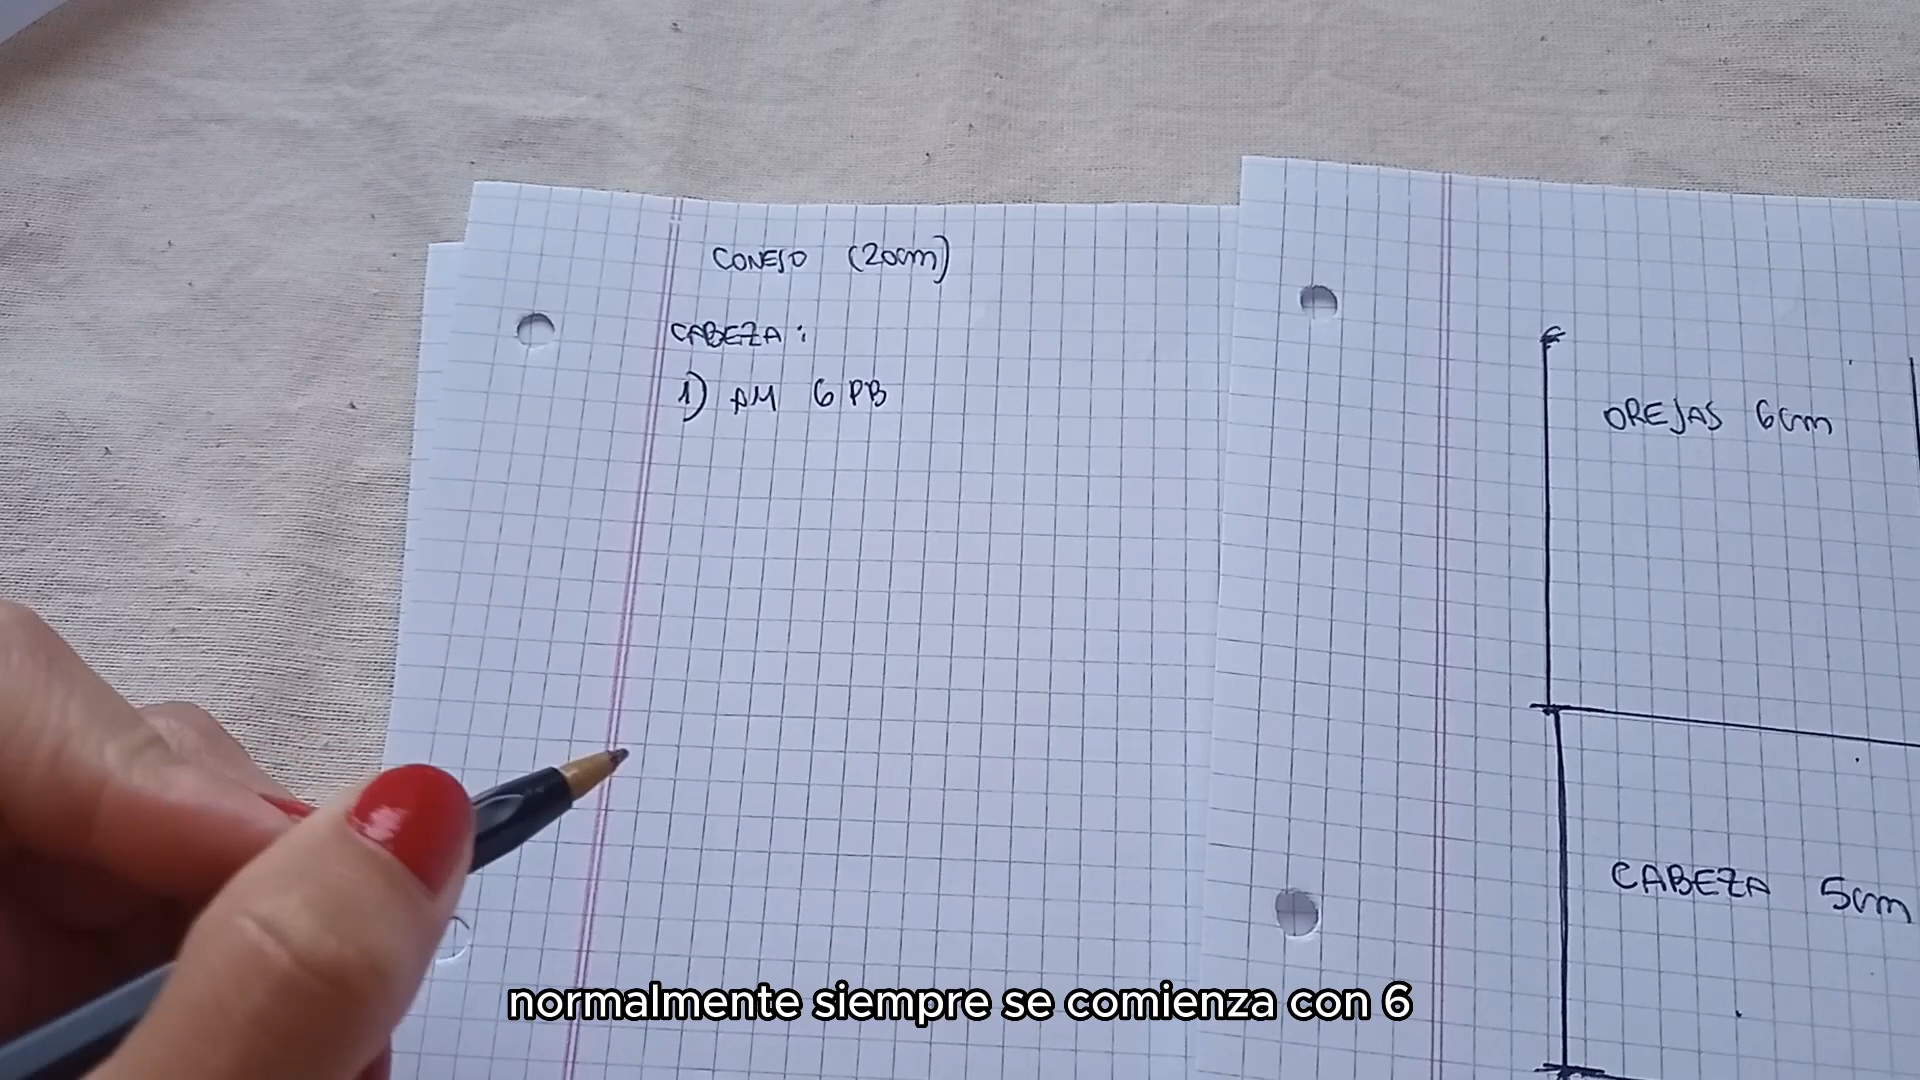 CONEJO (20cm)
CABEZA:
1) AM 6 PB
OREJAS 6cm
CABEZA 5cm
normalmente siempre se comienza con 6